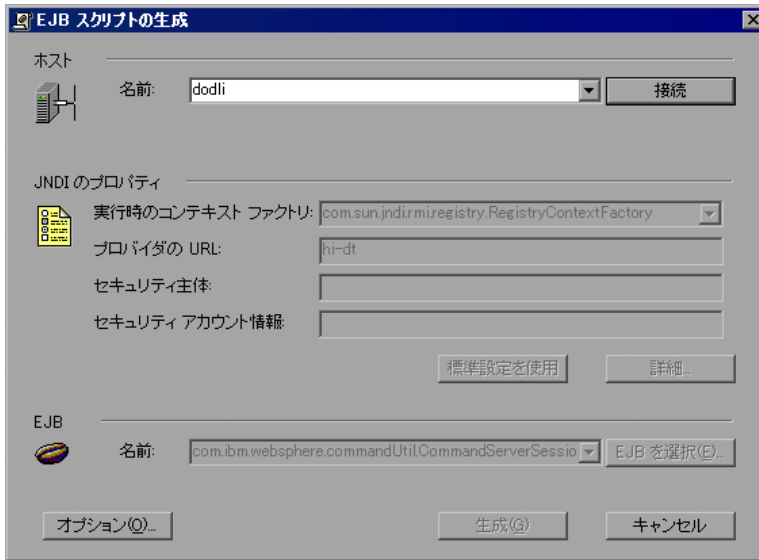 EJB スクリプトの生成
ホスト
名前: dodli 接続
JNDI のプロパティ
実行時のコンテキスト ファクトリ: com.sun.jndi.rmi.registry.RegistryContextFactory
プロバイダの URL: hi-dt
セキュリティ主体:
セキュリティ アカウント情報:
標準設定を使用 詳細...
EJB
名前: com.ibm.websphere.commandUtil.CommandServerSessio EJB を選択(E)...
オプション(O)... 生成(G) キャンセル